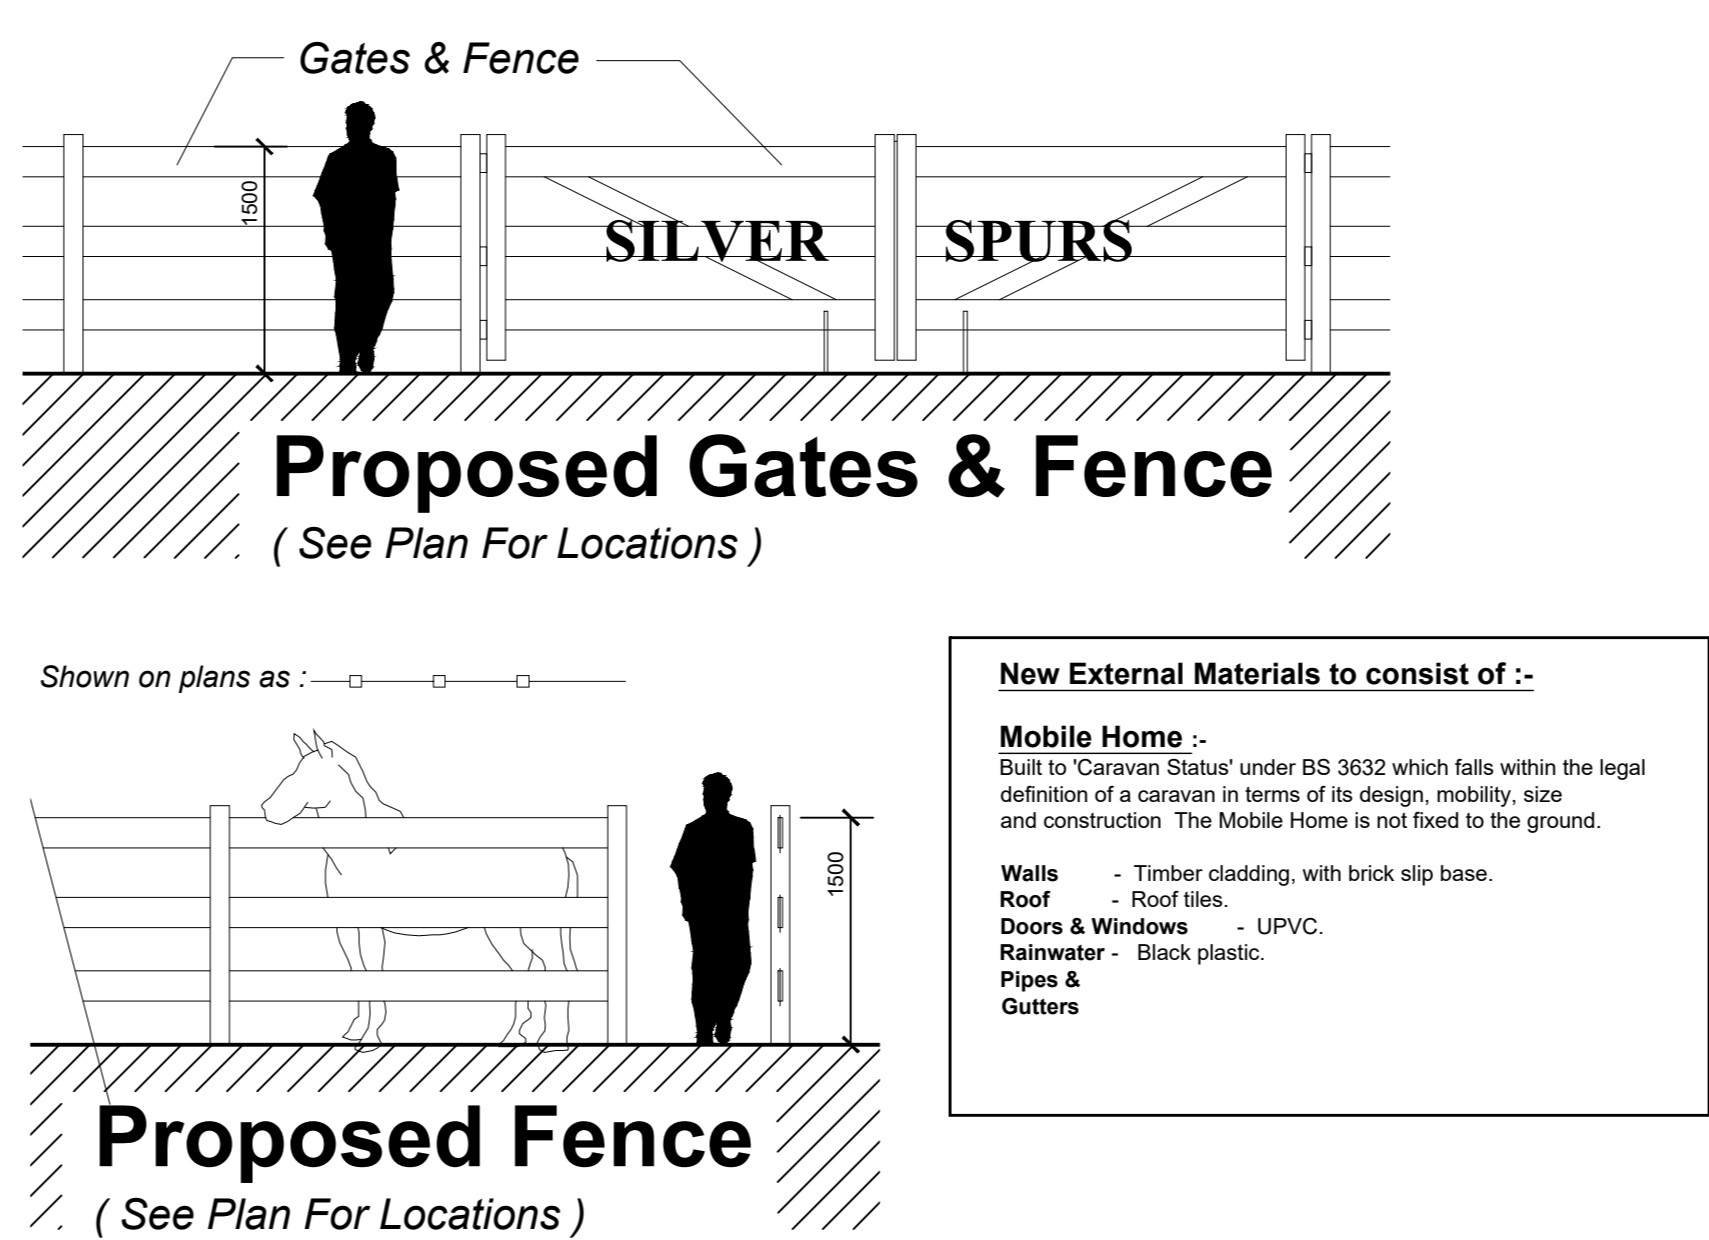 Gates & Fence
1500
SILVER SPURS
Proposed Gates & Fence
( See Plan For Locations )
Shown on plans as :
1500
Proposed Fence
( See Plan For Locations )
New External Materials to consist of :-
Mobile Home :-
Built to 'Caravan Status' under BS 3632 which falls within the legal
definition of a caravan in terms of its design, mobility, size
and construction The Mobile Home is not fixed to the ground.
Walls - Timber cladding, with brick slip base.
Roof - Roof tiles.
Doors & Windows - UPVC.
Rainwater - Black plastic.
Pipes &
Gutters